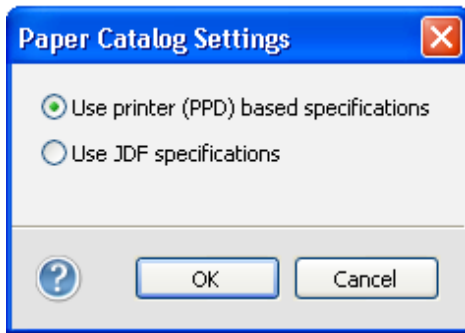 Paper Catalog Settings
Use printer (PPD) based specifications
Use JDF specifications
?
OK
Cancel